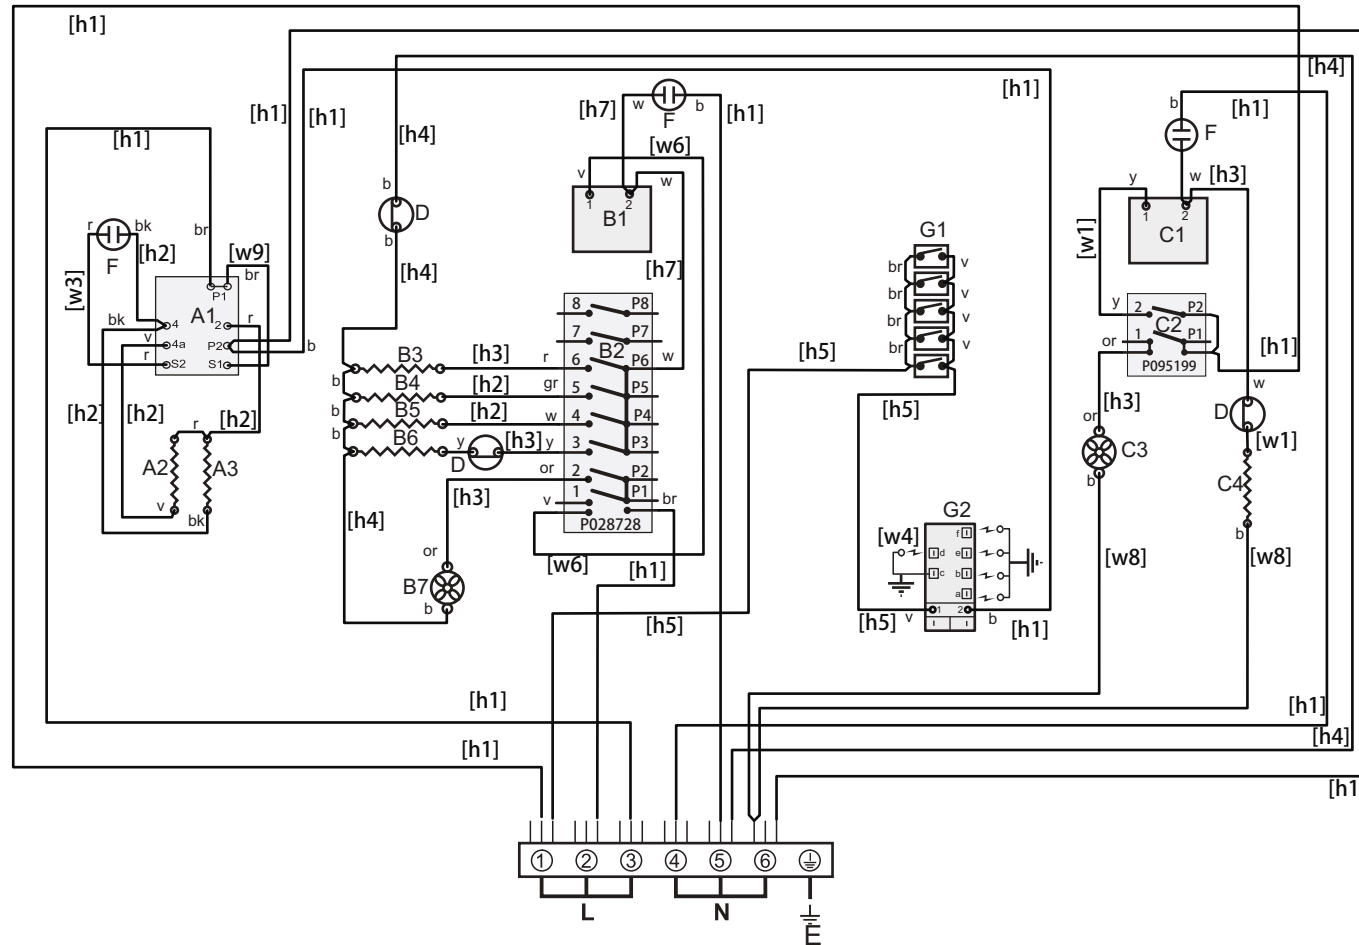 [h1]
[h4]
[h1]
[h1]
[h1]
[h7] w F b [h1]
[h1]
b
[h1]
F
[h1]
[h4]
[w6]
v w
1 2
B1
b
D
b
[h4]
y w [h3]
1 2
C1
[w1]
r bk
F
[h2]
[w3]
br
[w9]
br
P1
A1
bk 4
v 4a
r S2
2 r
P2
S1
b
[h2] [h2] [h2]
r
A2 A3
v bk
G1
br v
br v
br v
br v
[h5]
[h5]
[h7]
8 P8
7 P7
B2
6 P6
5 P5
4 P4
3 P3
2 P2
1 P1
P028728
B3 [h3] r w
b B4 [h2] gr
b B5 [h2] w
b B6 y D [h3] y
or
[h3]
v br
[h4]
[w6]
[h1]
or
B7
b
y 2 P2
C2
or 1 P1
P095199
[h1]
[h3]
or
C3
b
w
D
[w1]
C4
b
[w8] [w8]
G2
[w4]
f
d e
c b
a
1 2
[h5] v b [h1]
[h5]
[h1]
[h1]
[h1]
[h4]
[h1
1 2 3 4 5 6
L N E